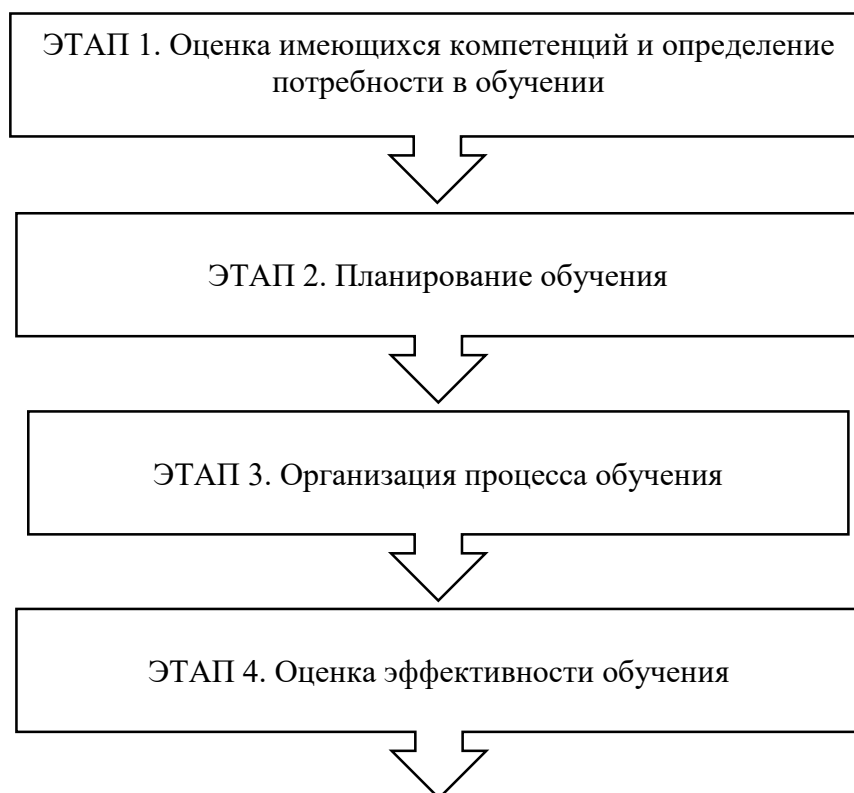 ЭТАП 1. Оценка имеющихся компетенций и определение
потребности в обучении
ЭТАП 2. Планирование обучения
ЭТАП 3. Организация процесса обучения
ЭТАП 4. Оценка эффективности обучения